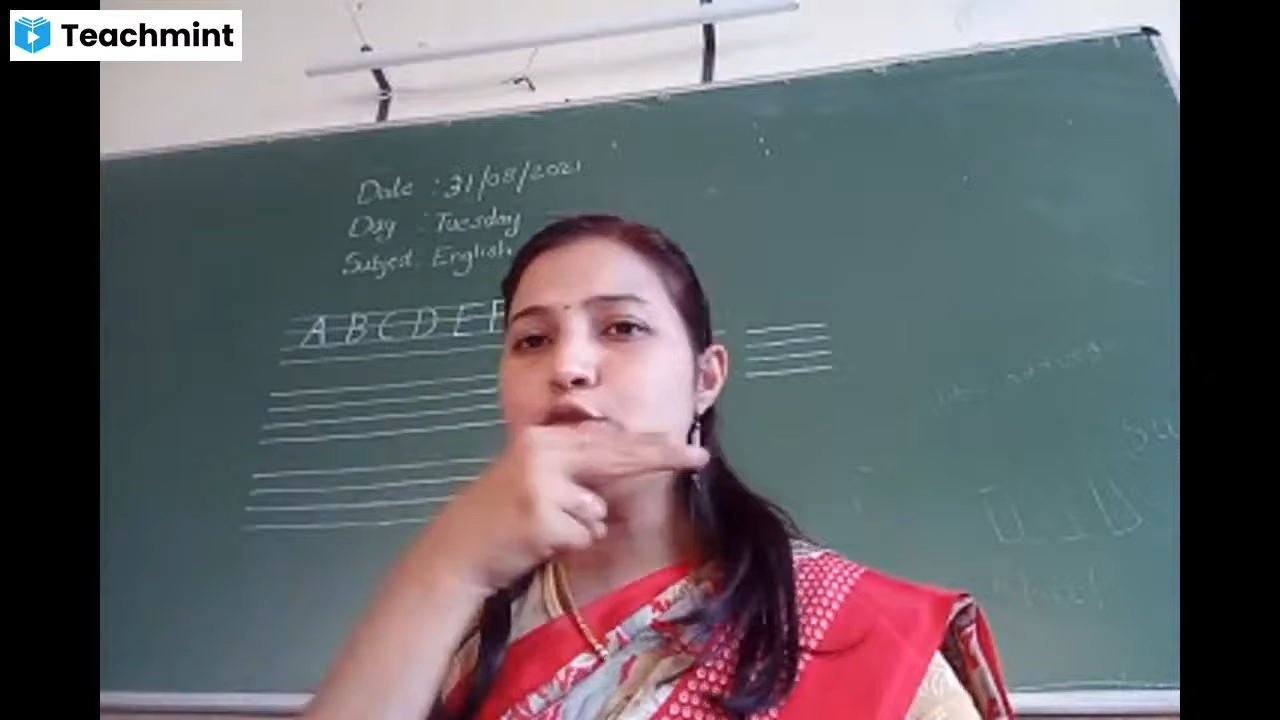 Teachmint
Date : 31/08/2021
Day : Tuesday
Subject. English.
A B C D E F